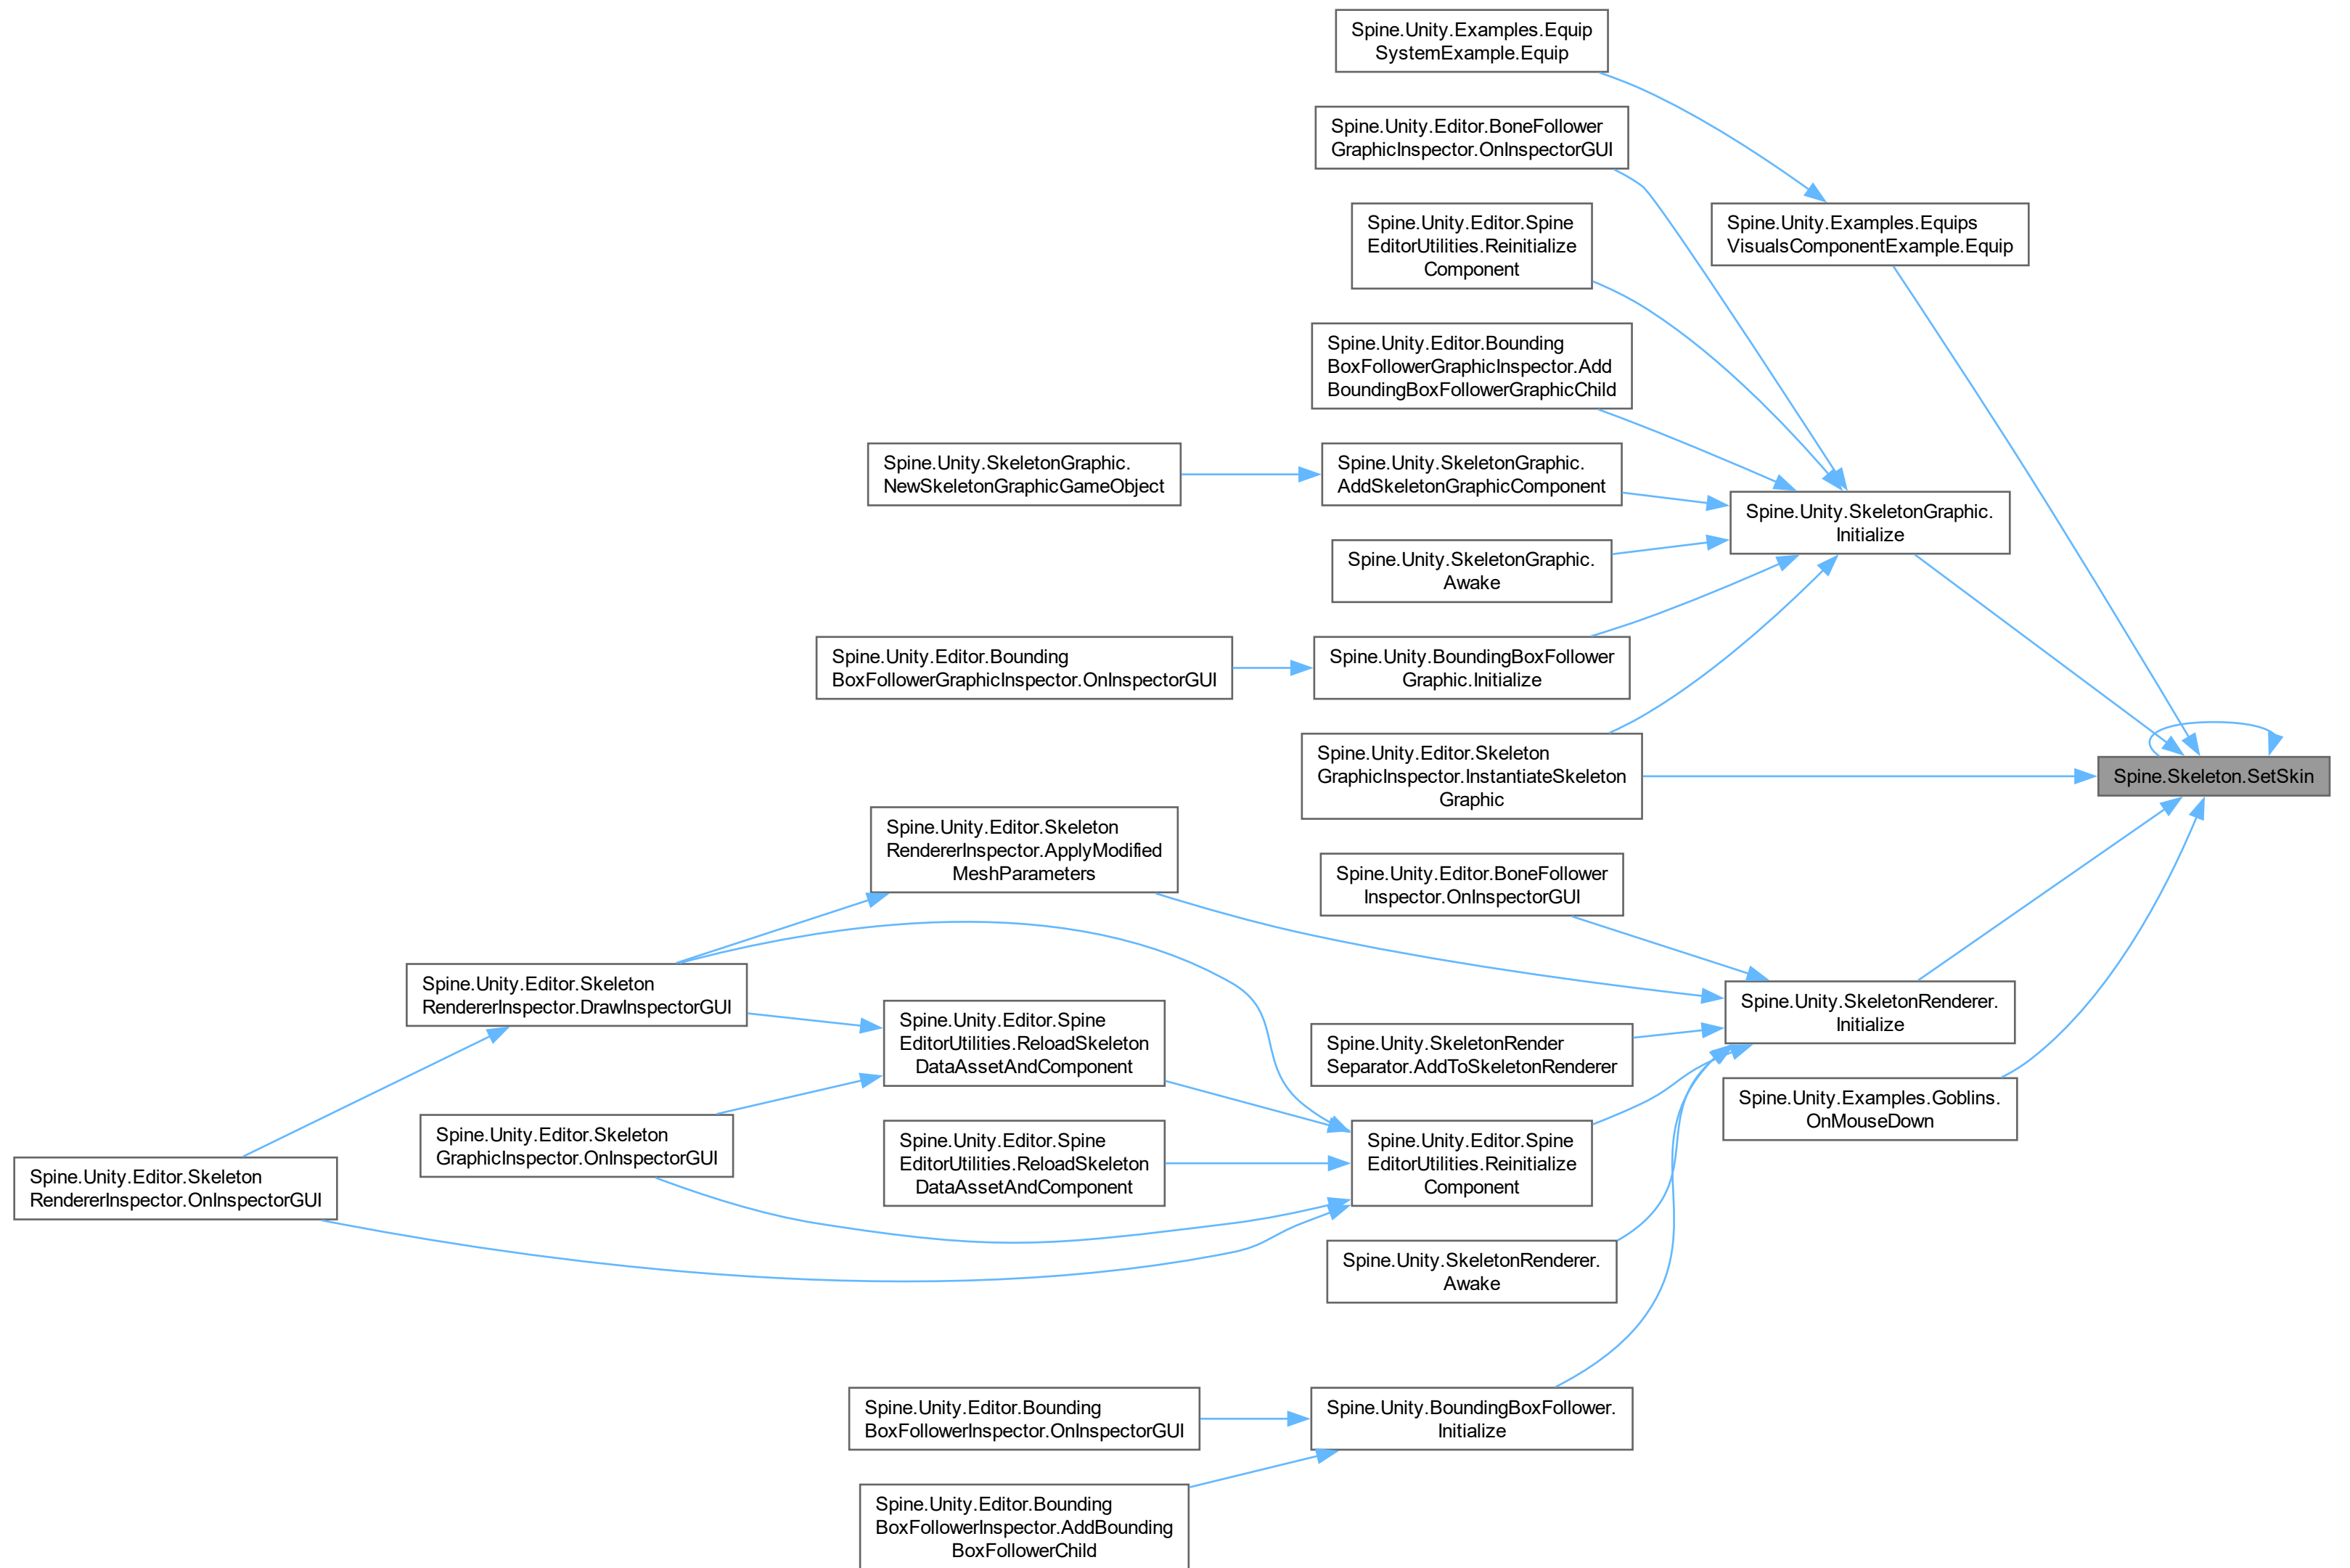 Spine.Unity.Examples.Equip
SystemExample.Equip
Spine.Unity.Editor.BoneFollower
GraphicInspector.OnInspectorGUI
Spine.Unity.Editor.Spine
EditorUtilities.Reinitialize
Component
Spine.Unity.Examples.Equips
VisualsComponentExample.Equip
Spine.Unity.Editor.Bounding
BoxFollowerGraphicInspector.Add
BoundingBoxFollowerGraphicChild
Spine.Unity.SkeletonGraphic.
NewSkeletonGraphicGameObject
Spine.Unity.SkeletonGraphic.
AddSkeletonGraphicComponent
Spine.Unity.SkeletonGraphic.
Initialize
Spine.Unity.SkeletonGraphic.
Awake
Spine.Unity.Editor.Bounding
BoxFollowerGraphicInspector.OnInspectorGUI
Spine.Unity.BoundingBoxFollower
Graphic.Initialize
Spine.Unity.Editor.Skeleton
GraphicInspector.InstantiateSkeleton
Graphic
Spine.Skeleton.SetSkin
Spine.Unity.Editor.Skeleton
RendererInspector.ApplyModified
MeshParameters
Spine.Unity.Editor.BoneFollower
Inspector.OnInspectorGUI
Spine.Unity.Editor.Skeleton
RendererInspector.DrawInspectorGUI
Spine.Unity.Editor.Spine
EditorUtilities.ReloadSkeleton
DataAssetAndComponent
Spine.Unity.SkeletonRender
Separator.AddToSkeletonRenderer
Spine.Unity.SkeletonRenderer.
Initialize
Spine.Unity.Examples.Goblins.
OnMouseDown
Spine.Unity.Editor.Skeleton
GraphicInspector.OnInspectorGUI
Spine.Unity.Editor.Spine
EditorUtilities.ReloadSkeleton
DataAssetAndComponent
Spine.Unity.Editor.Spine
EditorUtilities.Reinitialize
Component
Spine.Unity.Editor.Skeleton
RendererInspector.OnInspectorGUI
Spine.Unity.SkeletonRenderer.
Awake
Spine.Unity.Editor.Bounding
BoxFollowerInspector.OnInspectorGUI
Spine.Unity.BoundingBoxFollower.
Initialize
Spine.Unity.Editor.Bounding
BoxFollowerInspector.AddBounding
BoxFollowerChild